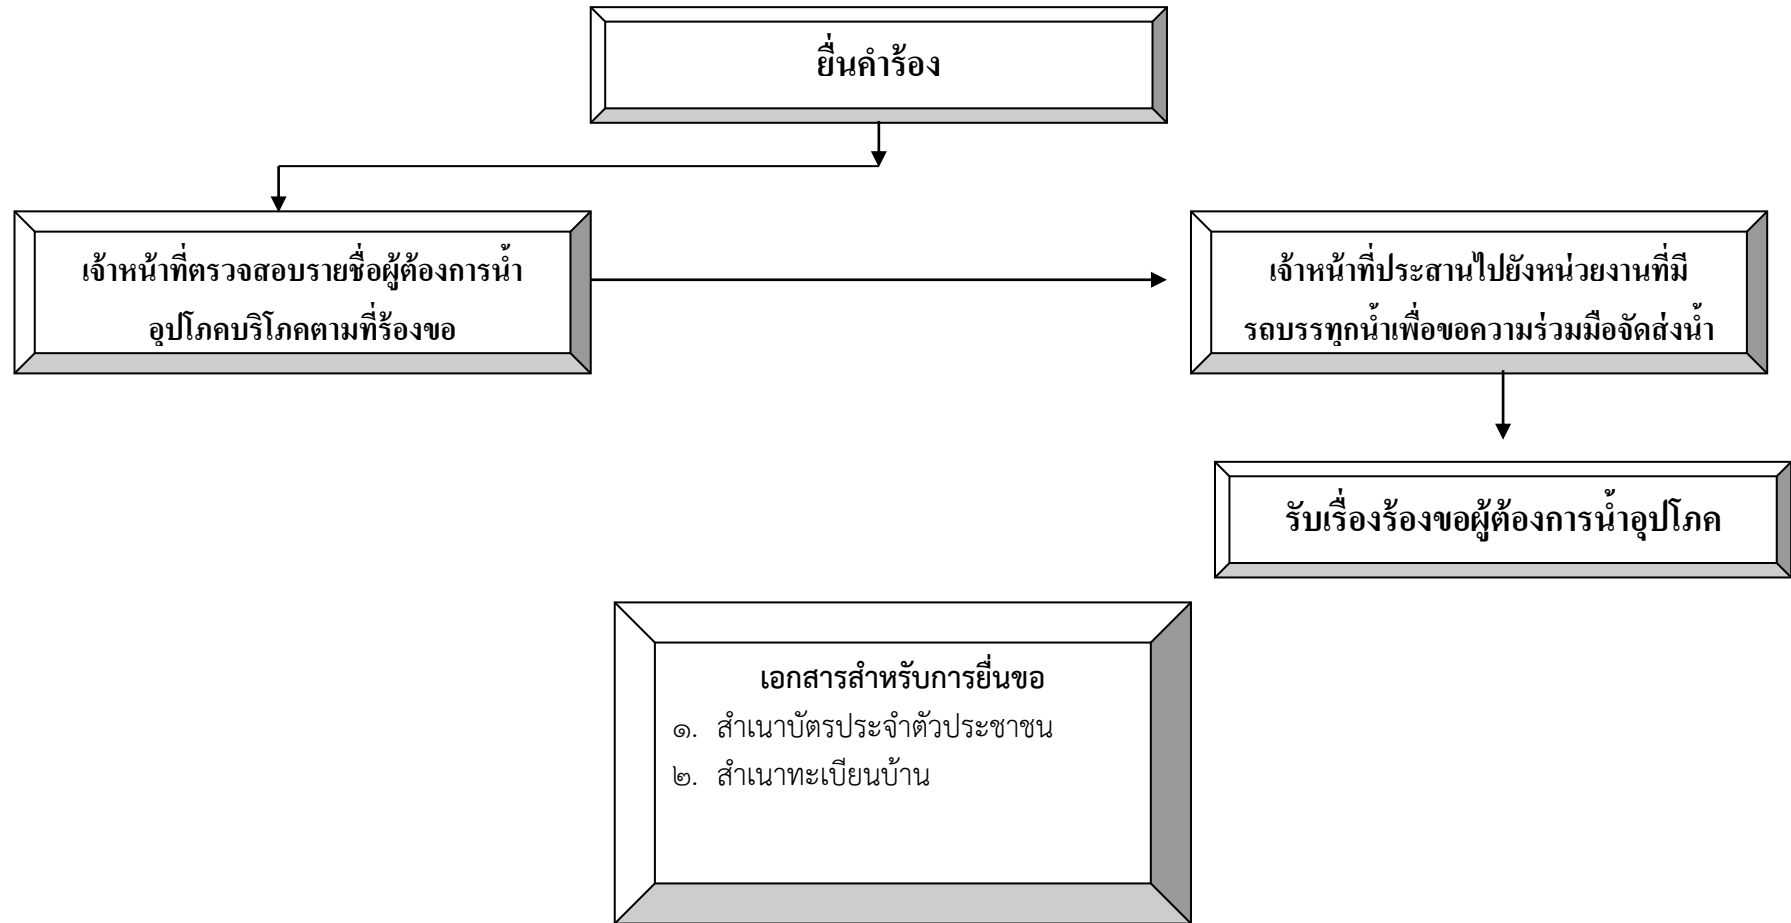 ยื่นคำร้อง
เจ้าหน้าที่ตรวจสอบรายชื่อผู้ต้องการน้ำ
อุปโภคบริโภคตามที่ร้องขอ
เจ้าหน้าที่ประสานไปยังหน่วยงานที่มี
รถบรรทุกน้ำเพื่อขอความร่วมมือจัดส่งน้ำ
รับเรื่องร้องขอผู้ต้องการน้ำอุปโภค
เอกสารสำหรับการยื่นขอ
๑. สำเนาบัตรประจำตัวประชาชน
๒. สำเนาทะเบียนบ้าน